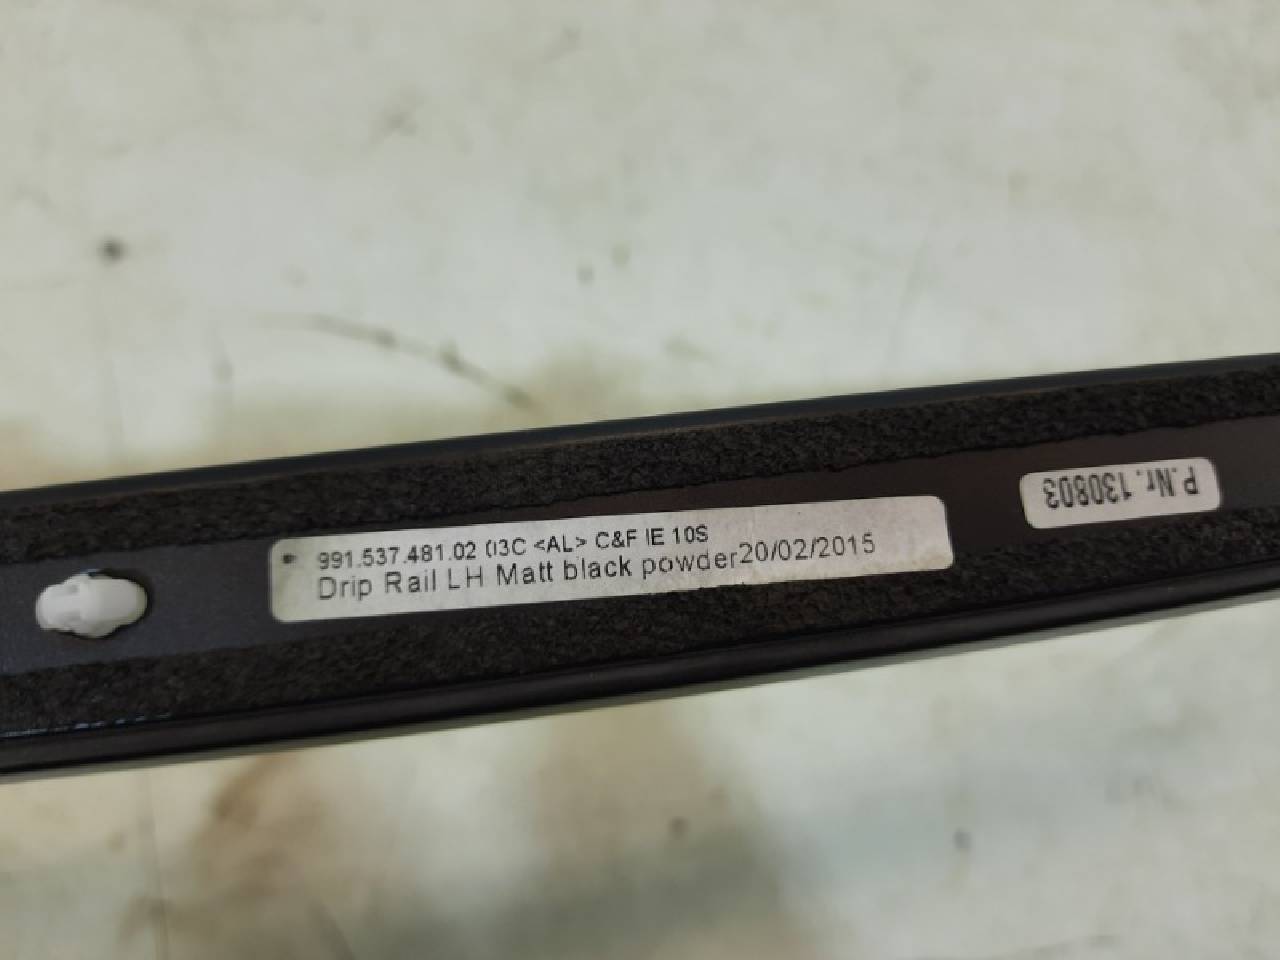 991.537.481.02 03C <AL> C&F IE 10S
Drip Rail LH Matt black powder20/02/2015
P.Nr. 130803